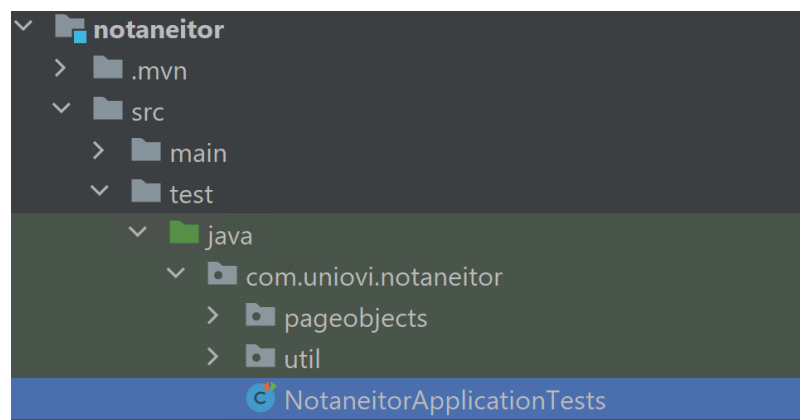 notaneitor
.mvn
src
main
test
java
com.uniovi.notaneitor
pageobjects
util
NotaneitorApplicationTests